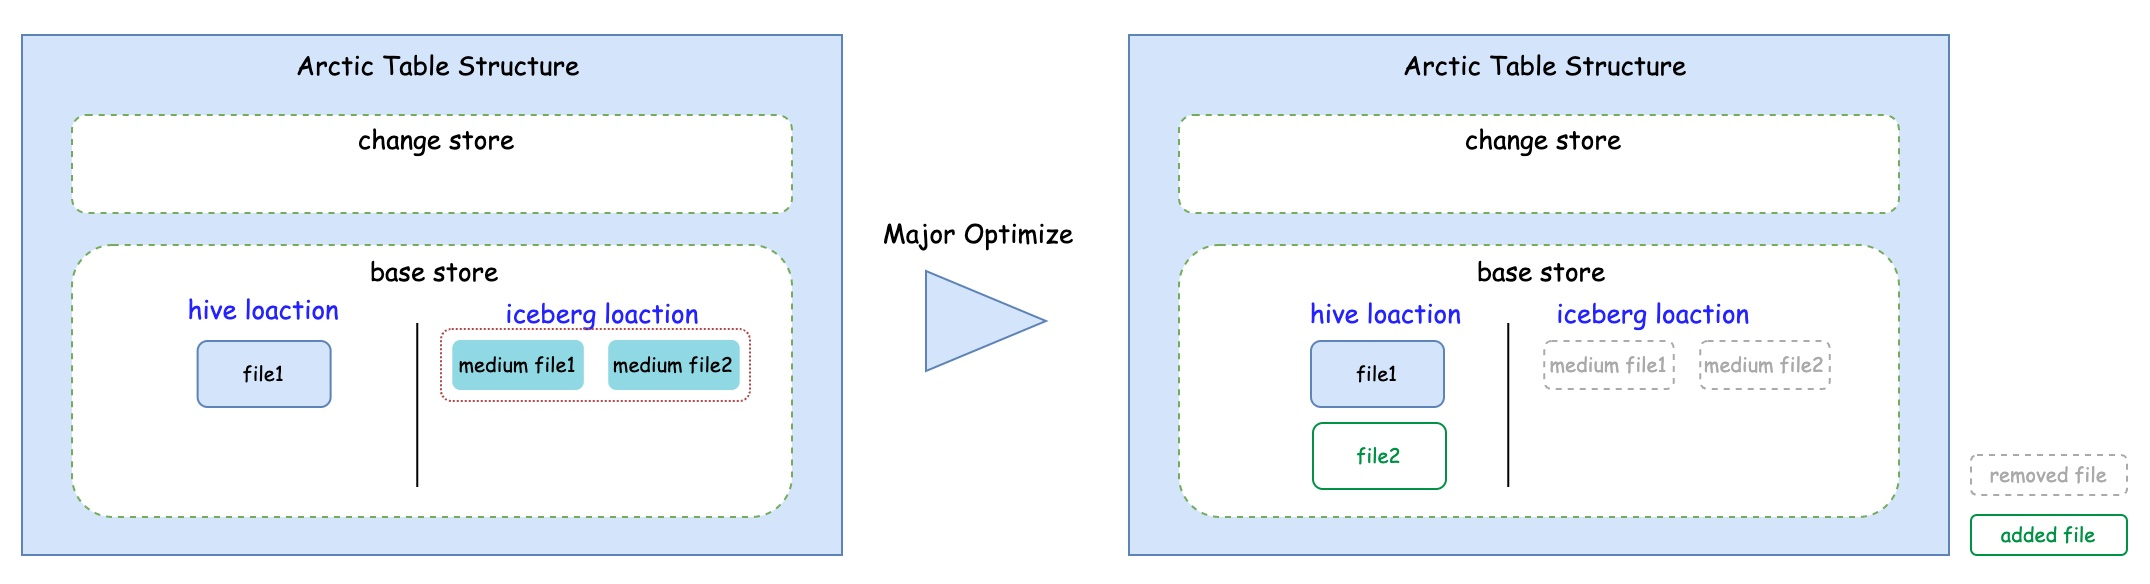 Arctic Table Structure
change store
base store
hive loaction
iceberg loaction
file1
medium file1
medium file2
Major Optimize
Arctic Table Structure
change store
base store
hive loaction
iceberg loaction
file1
medium file1
medium file2
file2
removed file
added file